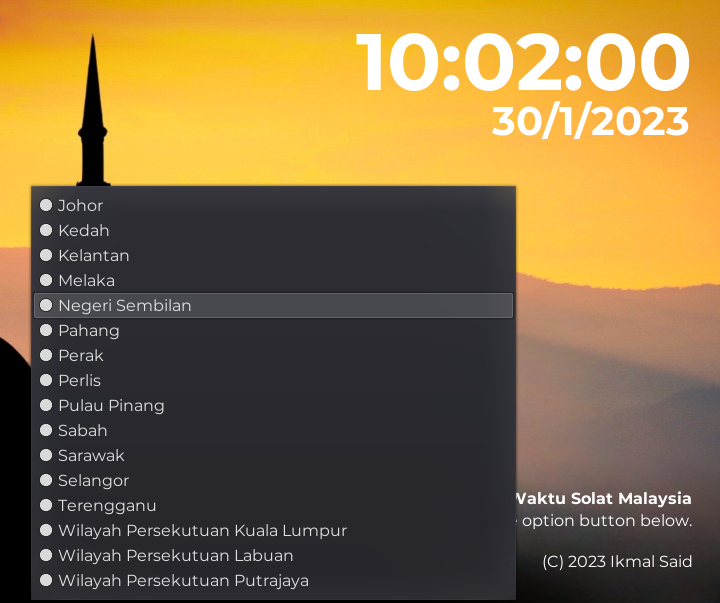 10:02:00
30/1/2023
Johor
Kedah
Kelantan
Melaka
Negeri Sembilan
Pahang
Perak
Perlis
Pulau Pinang
Sabah
Sarawak
Selangor
Terengganu
Wilayah Persekutuan Kuala Lumpur
Wilayah Persekutuan Labuan
Wilayah Persekutuan Putrajaya
Waktu Solat Malaysia
option button below.
(C) 2023 Ikmal Said